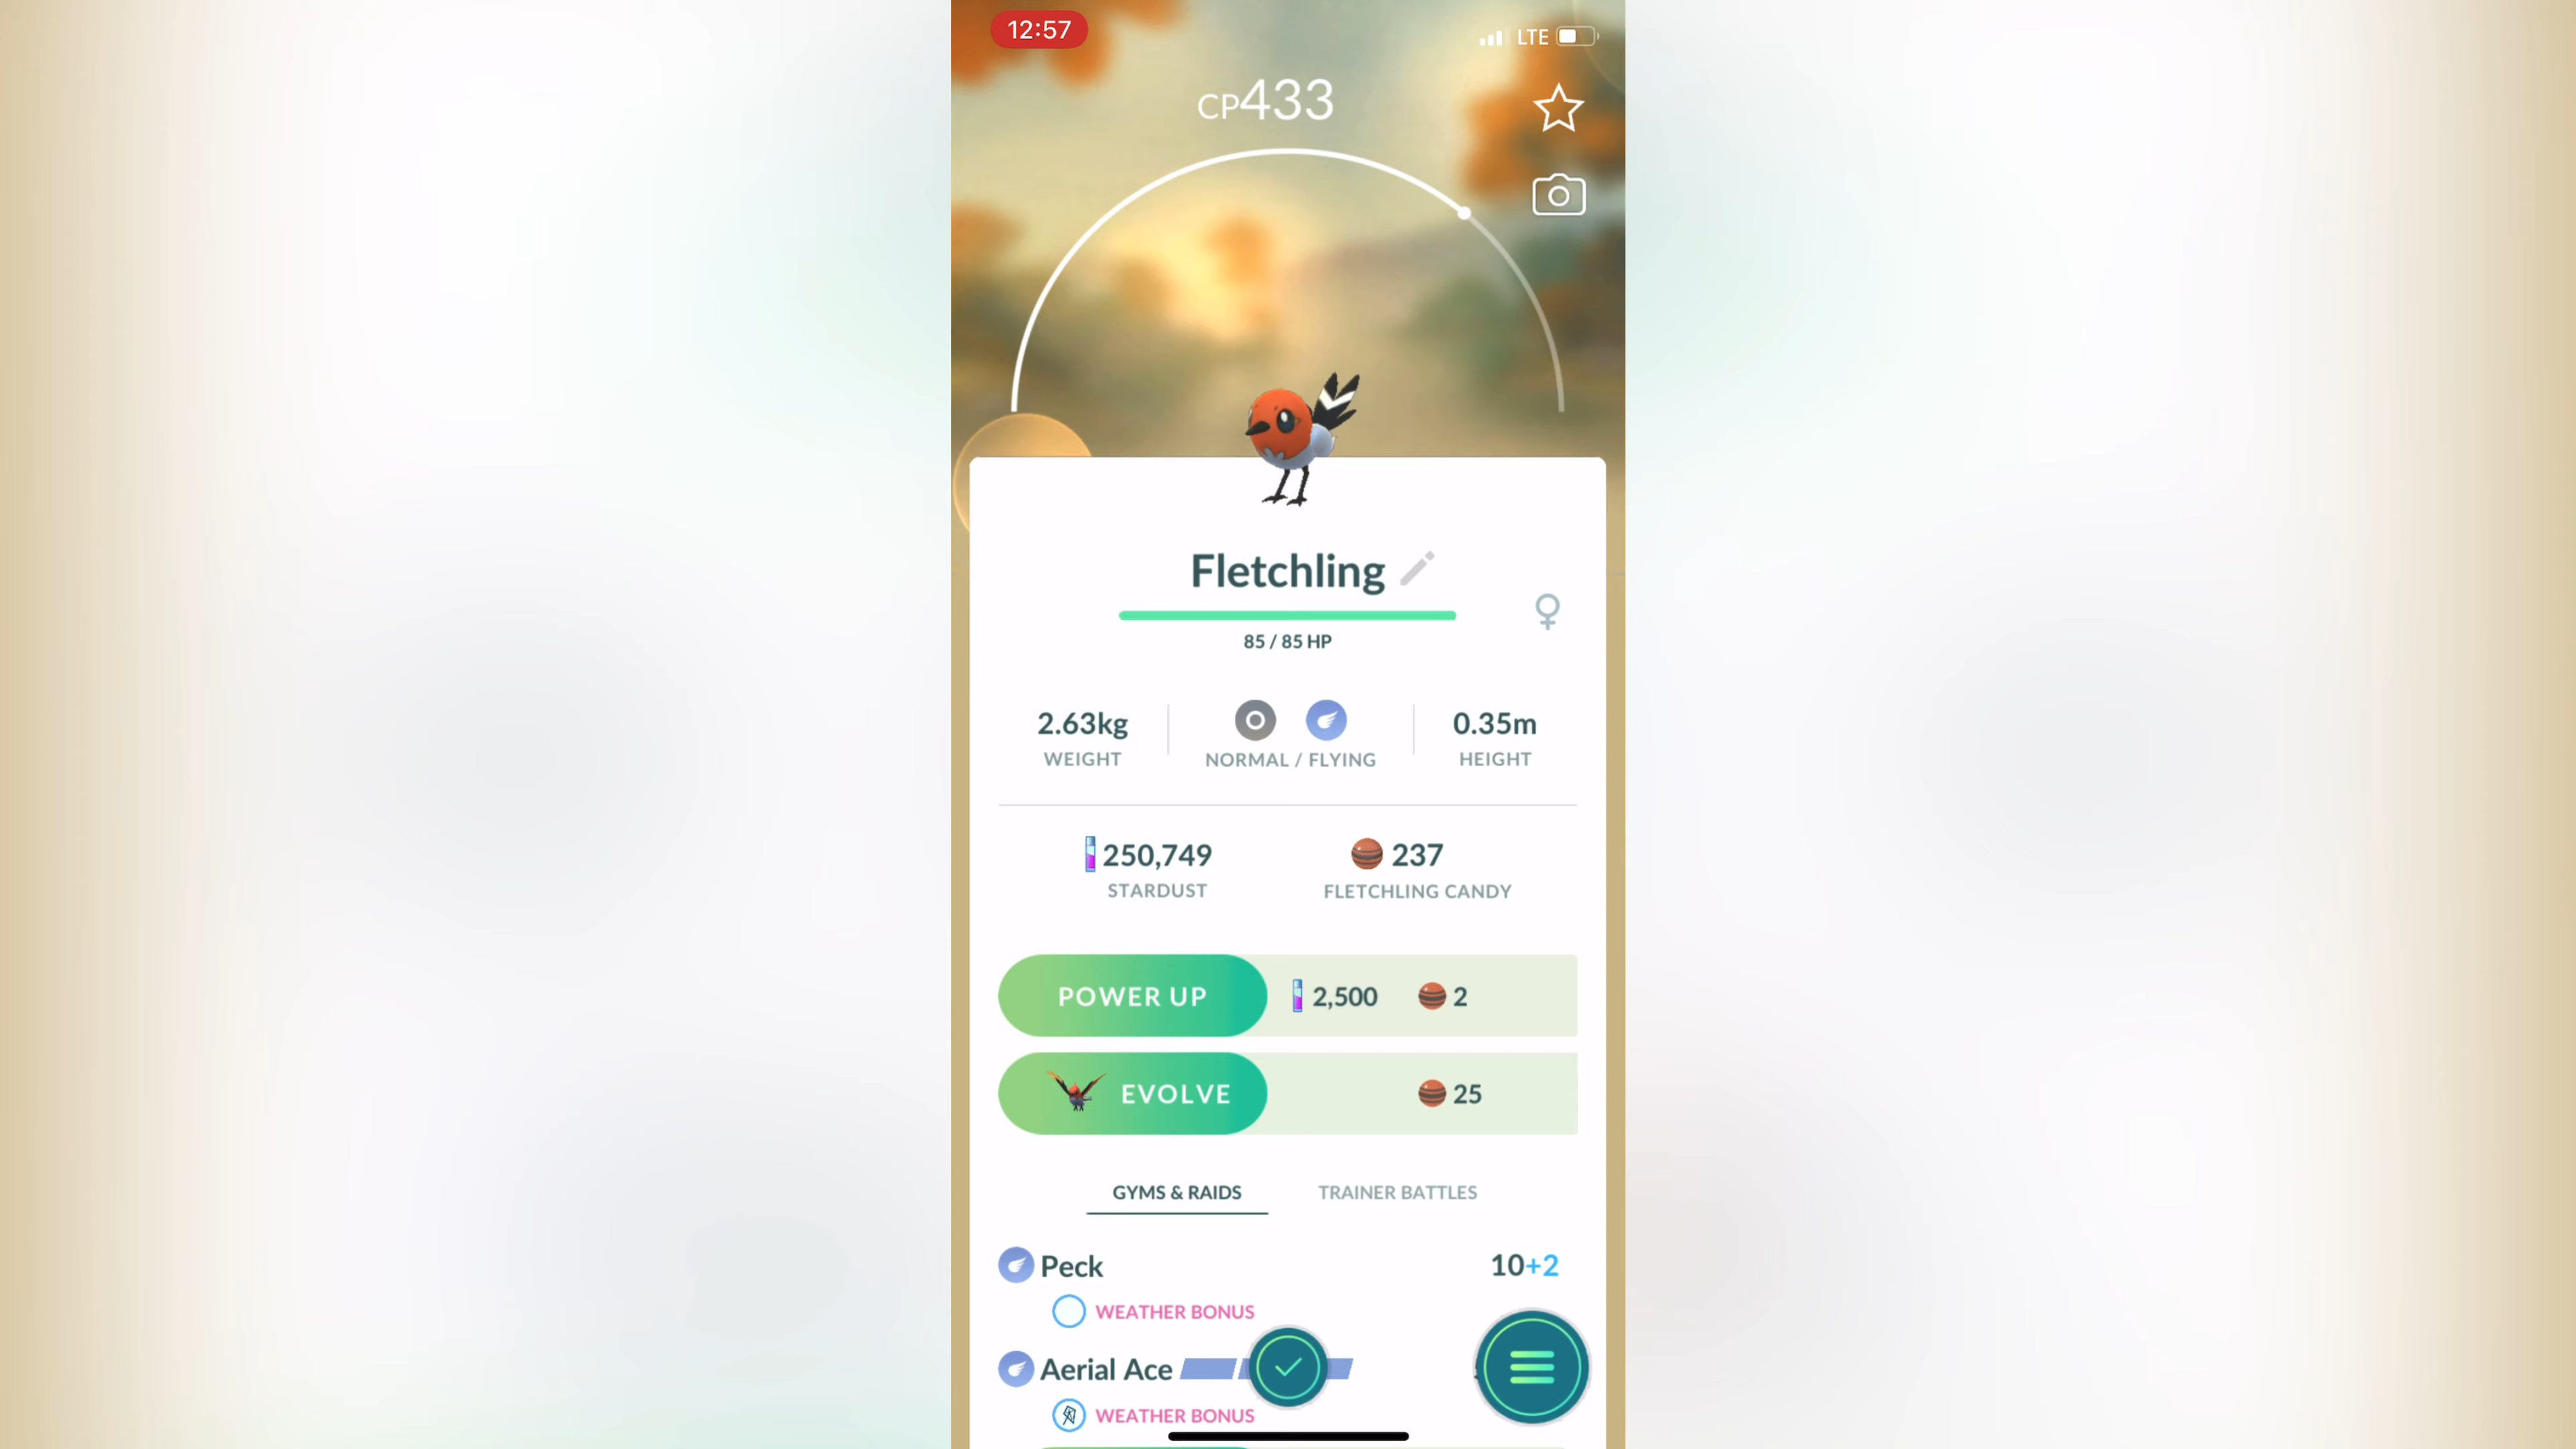 12:57
LTE
CP433
Fletchling
85 / 85 HP
2.63kg
WEIGHT
NORMAL / FLYING
0.35m
HEIGHT
250,749
STARDUST
237
FLETCHLING CANDY
POWER UP 2,500 2
EVOLVE 25
GYMS & RAIDS TRAINER BATTLES
Peck 10+2
WEATHER BONUS
Aerial Ace
WEATHER BONUS